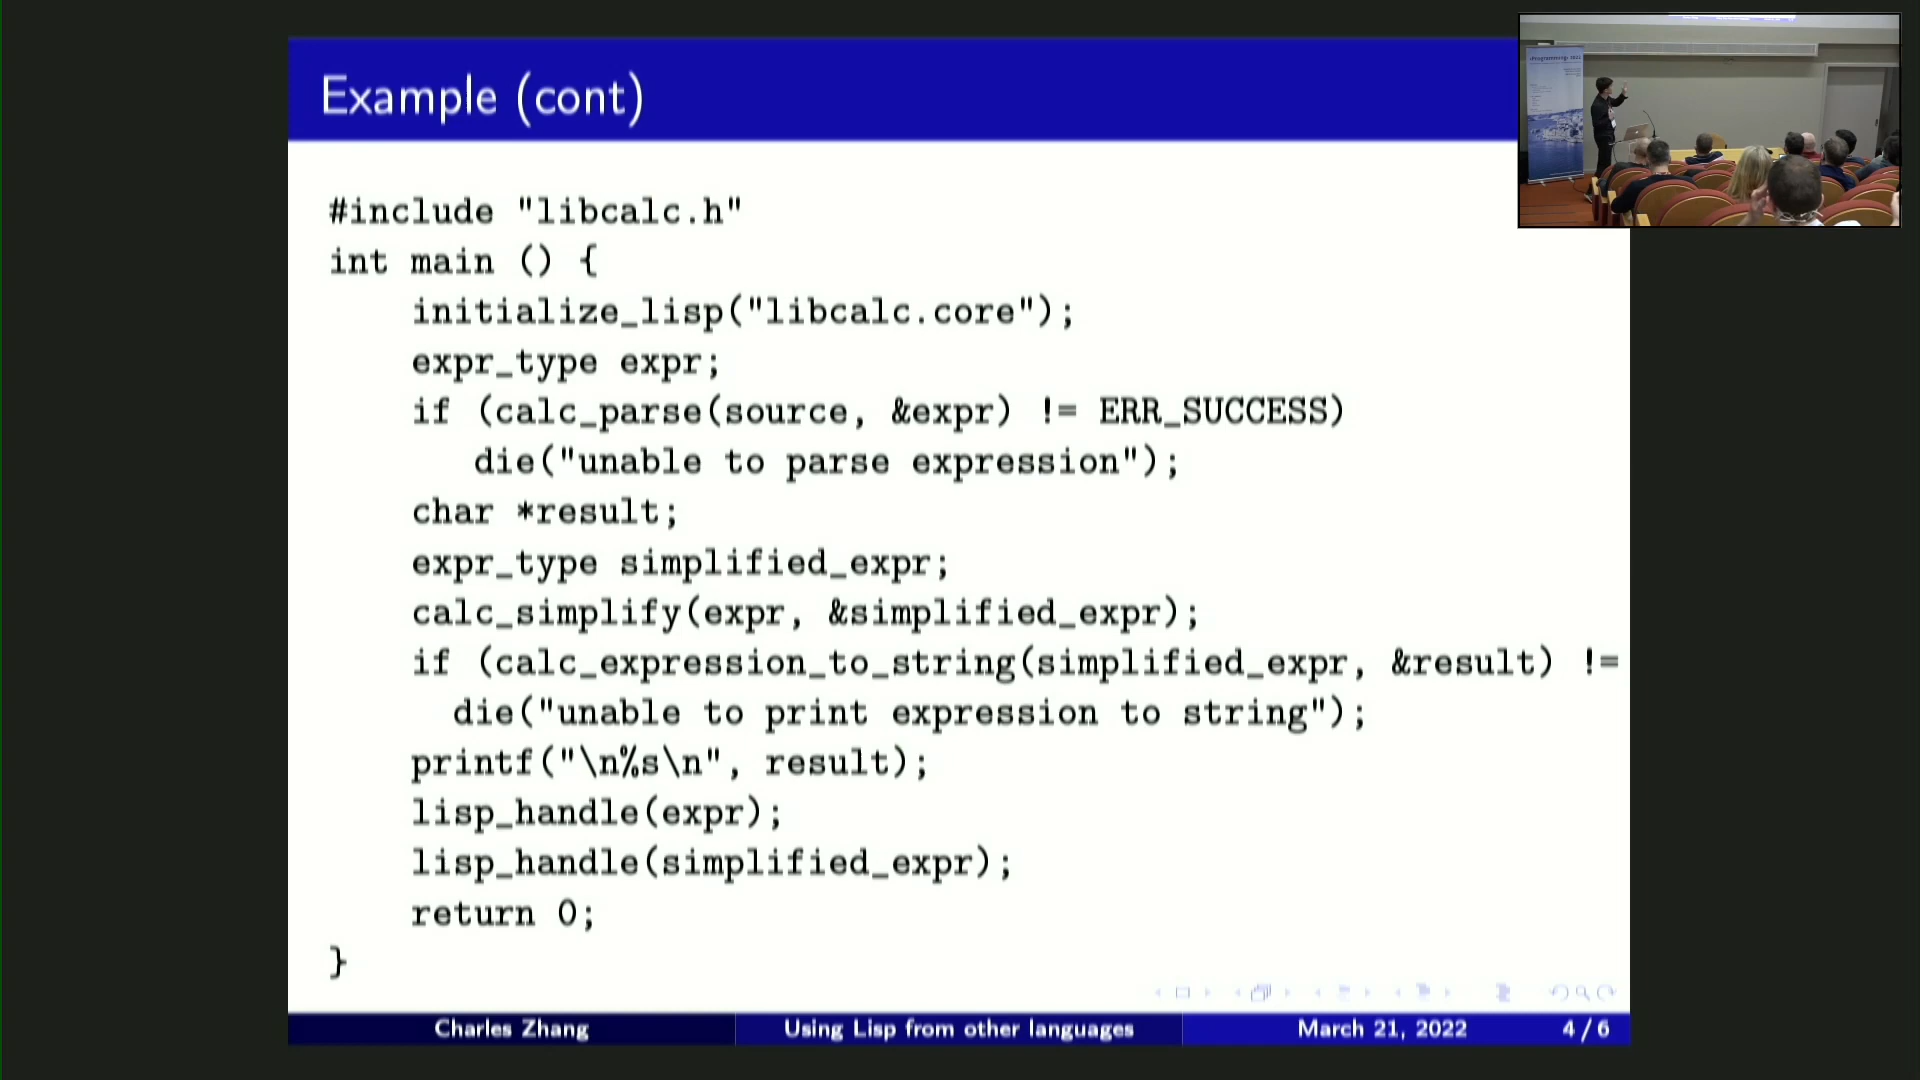 Example (cont)
#include "libcalc.h"
int main () {
initialize_lisp("libcalc.core");
expr_type expr;
if (calc_parse(source, &expr) != ERR_SUCCESS)
die("unable to parse expression");
char *result;
expr_type simplified_expr;
calc_simplify(expr, &simplified_expr);
if (calc_expression_to_string(simplified_expr, &result) !=
die("unable to print expression to string");
printf("\n%s\n", result);
lisp_handle(expr);
lisp_handle(simplified_expr);
return 0;
}
Charles Zhang Using Lisp from other languages March 21, 2022 4 / 6
‹Programming› 2022